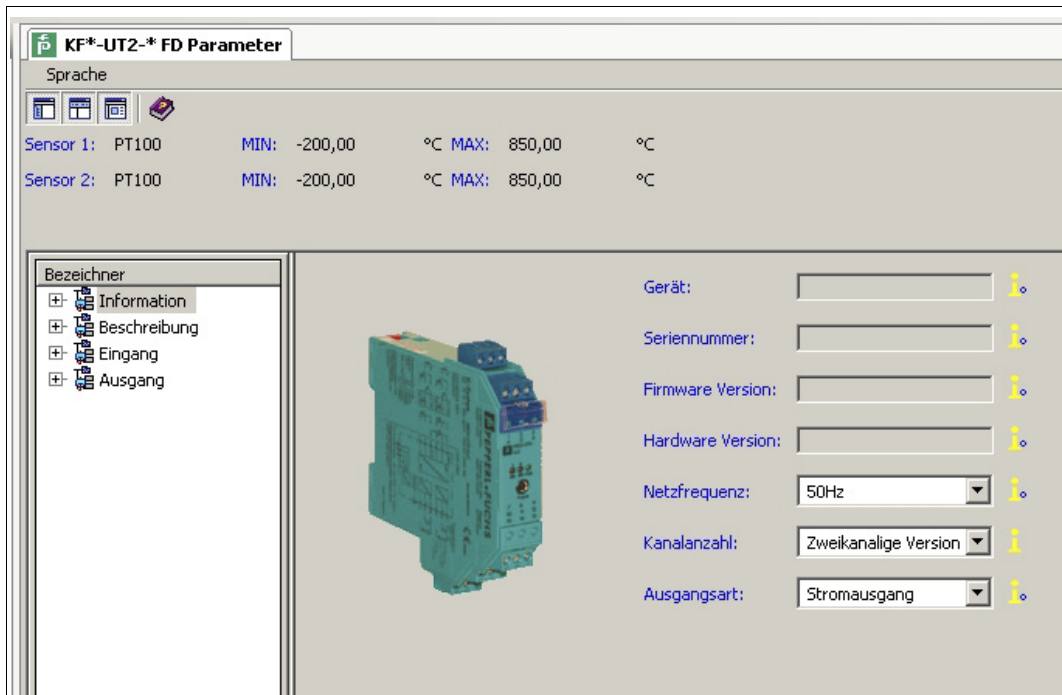 KF*-UT2-* FD Parameter
Sprache
Sensor 1: PT100 MIN: -200,00 °C MAX: 850,00 °C
Sensor 2: PT100 MIN: -200,00 °C MAX: 850,00 °C
Bezeichner
Information
Beschreibung
Eingang
Ausgang
PEPPERL+FUCHS
Gerät:
Seriennummer:
Firmware Version:
Hardware Version:
Netzfrequenz: 50Hz
Kanalanzahl: Zweikanalige Version
Ausgangsart: Stromausgang